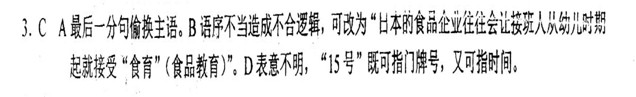 3. C  A最后一分句偷换主语。B语序不当造成不合逻辑，可改为“日本的食品企业往往会让接班人从幼儿时期
起就接受“食育”（食品教育）”。D表意不明，“15号”既可指门牌号，又可指时间。